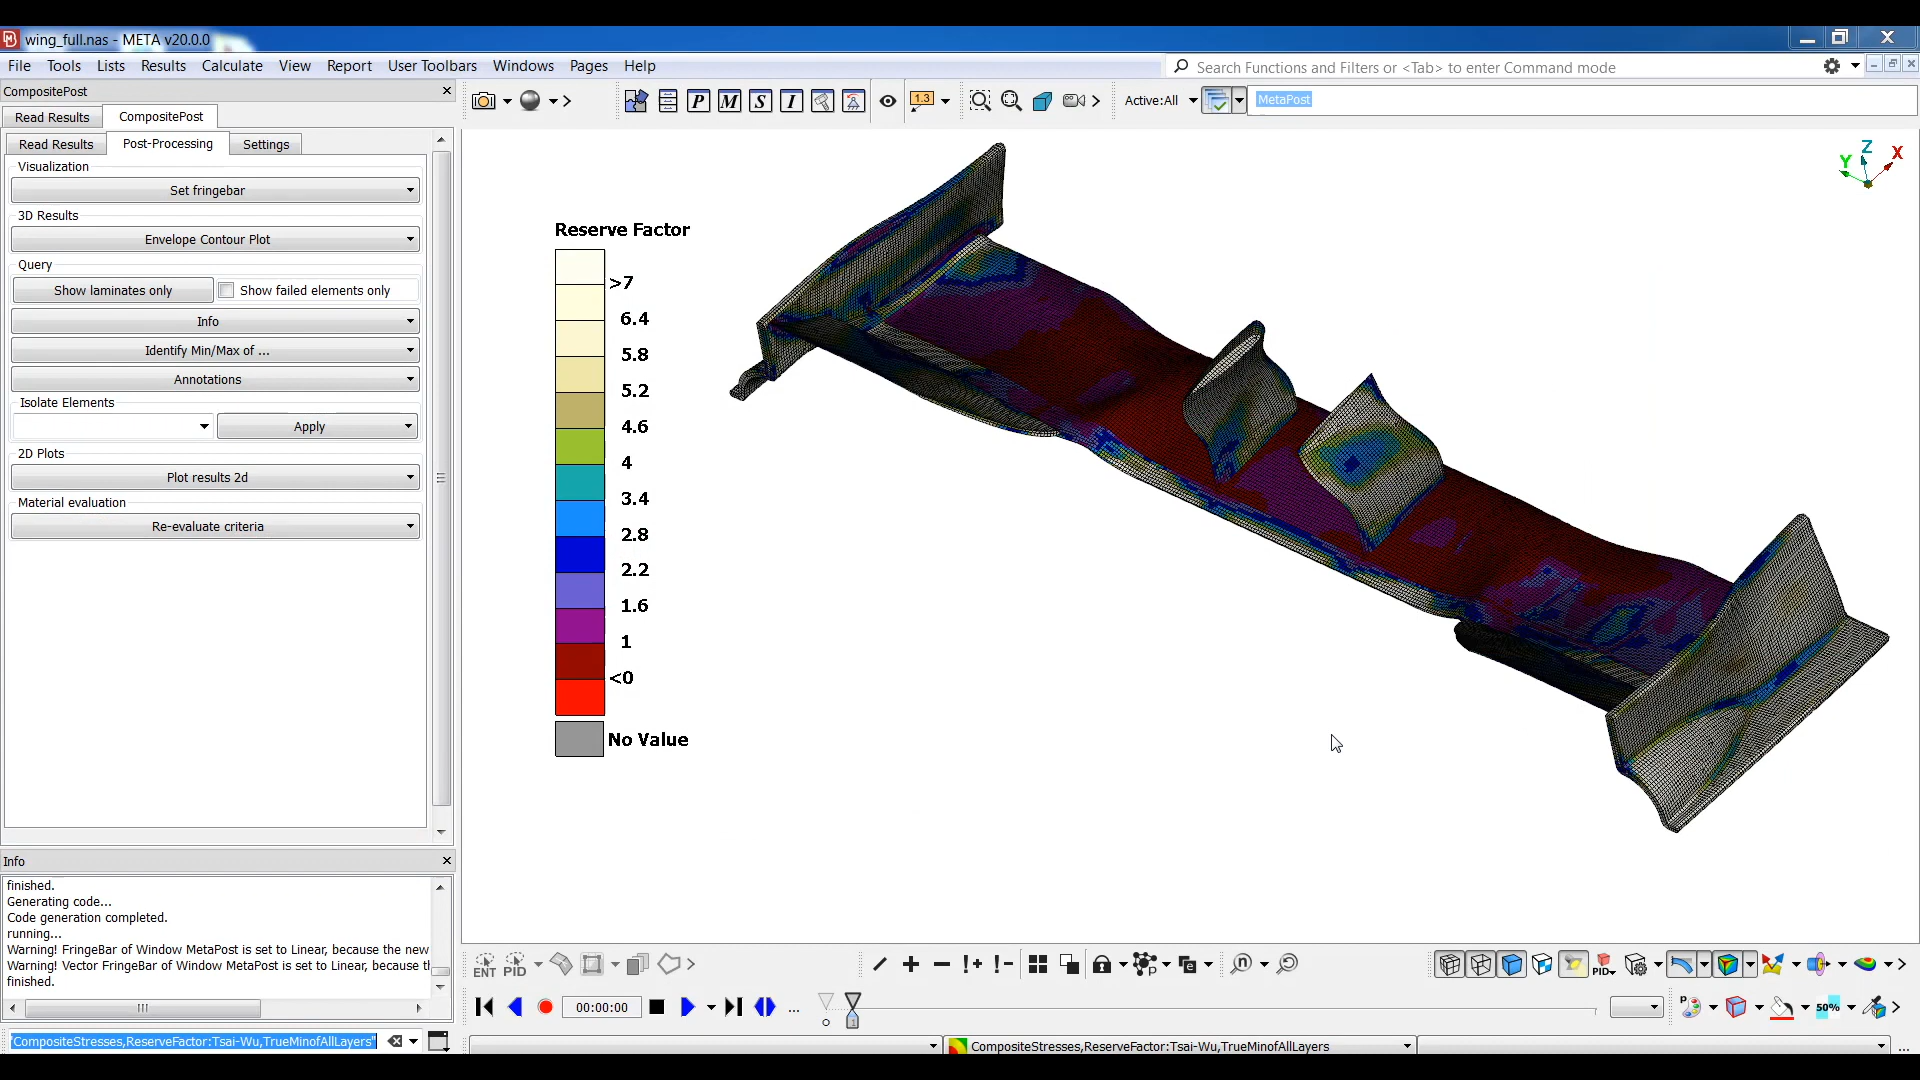 wing_full.nas - META v20.0.0
File Tools Lists Results Calculate View Report User Toolbars Windows Pages Help
Search Functions and Filters or <Tab> to enter Command mode
CompositePost
Read Results CompositePost
P M S I 1.3 Active:All MetaPost
Read Results Post-Processing Settings
Visualization
Set fringebar
3D Results
Envelope Contour Plot
Query
Show laminates only Show failed elements only
Info
Identify Min/Max of ...
Annotations
Isolate Elements
Apply
2D Plots
Plot results 2d
Material evaluation
Re-evaluate criteria
Z
Y X
Reserve Factor
>7
6.4
5.8
5.2
4.6
4
3.4
2.8
2.2
1.6
1
<0
No Value
Info
finished.
Generating code...
Code generation completed.
running...
Warning! FringeBar of Window MetaPost is set to Linear, because the new
Warning! Vector FringeBar of Window MetaPost is set to Linear, because t
finished.
ENT PID PID
00:00:00 ... 1 P 50%
CompositeStresses,ReserveFactor:Tsai-Wu,TrueMinofAllLayers"
CompositeStresses,ReserveFactor:Tsai-Wu,TrueMinofAllLayers ...